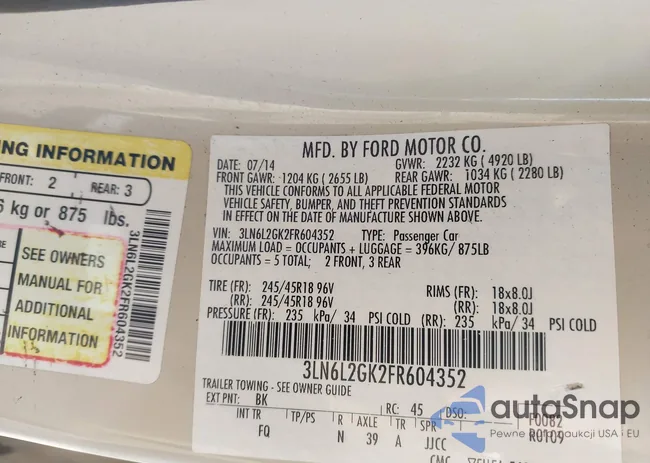 NG INFORMATION
FRONT: 2 REAR: 3
6 kg or 875 lbs.
SEE OWNERS
MANUAL FOR
ADDITIONAL
INFORMATION
3LN6L2GK2FR604352
MFD. BY FORD MOTOR CO.
DATE: 07/14 GVWR: 2232 KG ( 4920 LB)
FRONT GAWR: 1204 KG ( 2655 LB) REAR GAWR: 1034 KG ( 2280 LB)
THIS VEHICLE CONFORMS TO ALL APPLICABLE FEDERAL MOTOR
VEHICLE SAFETY, BUMPER, AND THEFT PREVENTION STANDARDS
IN EFFECT ON THE DATE OF MANUFACTURE SHOWN ABOVE.
VIN: 3LN6L2GK2FR604352 TYPE: Passenger Car
MAXIMUM LOAD = OCCUPANTS + LUGGAGE = 396KG/ 875LB
OCCUPANTS = 5 TOTAL; 2 FRONT, 3 REAR
TIRE (FR): 245/45R18 96V RIMS (FR): 18x8.0J
(RR): 245/45R18 96V (RR): 18x8.0J
PRESSURE (FR): 235 kPa/ 34 PSI COLD (RR): 235 kPa/ 34 PSI COLD
3LN6L2GK2FR604352
TRAILER TOWING - SEE OWNER GUIDE
EXT PNT: BK RC: 45 DSO: F0082
R0109
INT TR TP/PS R AXLE TR SPR
FQ N 39 A JJCC
autoSnap